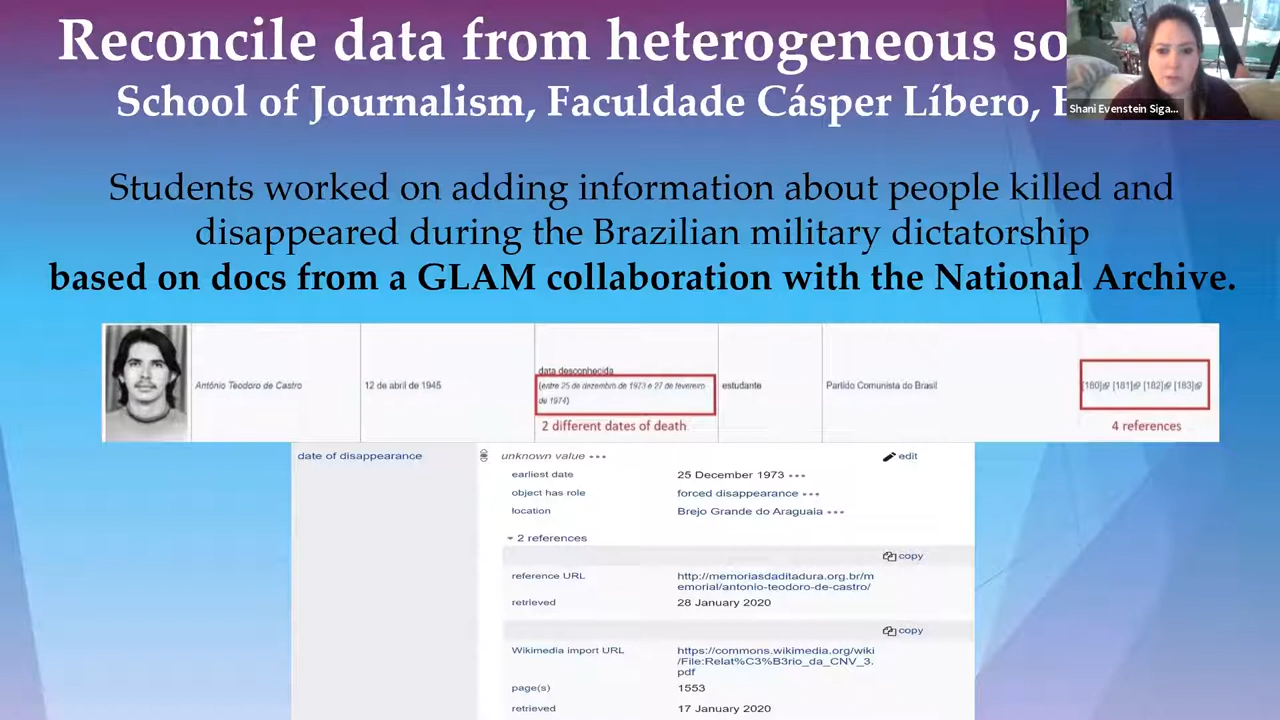 Reconcile data from heterogeneous so
Shani Evenstein Siga...
School of Journalism, Faculdade Cásper Líbero,
Students worked on adding information about people killed and
disappeared during the Brazilian military dictatorship
based on docs from a GLAM collaboration with the National Archive.
data desconhecida
Antônio Teodoro de Castro 12 de abril de 1945 (entre 25 de dezembro de 1973 e 27 de fevereiro estudante Partido Comunista do Brasil [180] [181] [182] [183]
de 1974)
2 different dates of death 4 references
date of disappearance unknown value ••• edit
earliest date 25 December 1973 •••
object has role forced disappearance •••
location Brejo Grande do Araguaia •••
2 references
copy
reference URL http://memoriasdaditadura.org.br/m
emorial/antonio-teodoro-de-castro/
retrieved 28 January 2020
copy
Wikimedia import URL https://commons.wikimedia.org/wiki
/File:Relat%C3%B3rio_da_CNV_3.
pdf
page(s) 1553
retrieved 17 January 2020